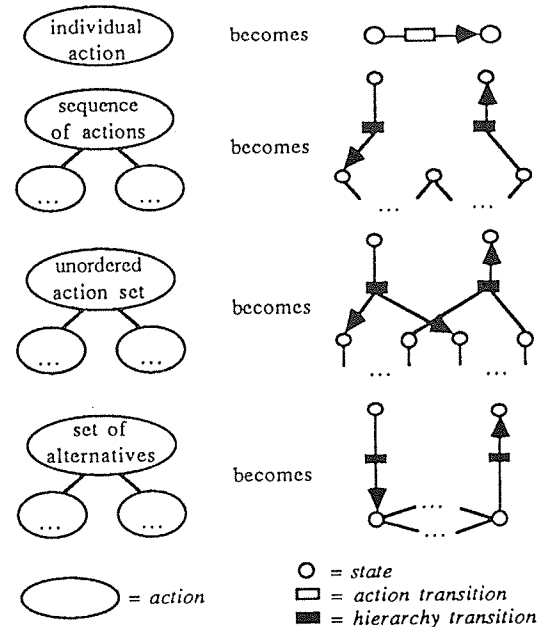 individual
action
becomes
sequence
of actions
becomes
... ...
... ...
unordered
action set
becomes
... ...
... ...
set of
alternatives
becomes
... ...
...
...
= action
= state
= action transition
= hierarchy transition